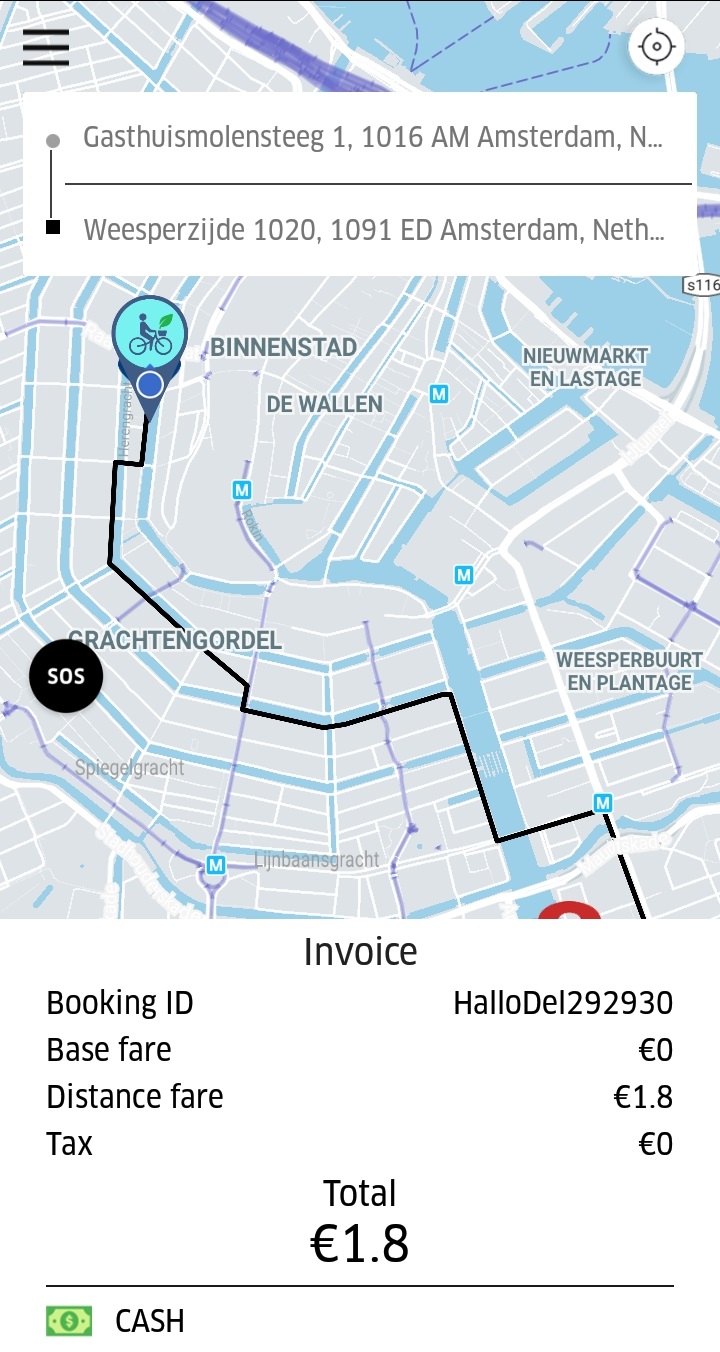 Gasthuismolensteeg 1, 1016 AM Amsterdam, N...
Weesperzijde 1020, 1091 ED Amsterdam, Neth...
s116
BINNENSTAD
NIEUWMARKT
EN LASTAGE
DE WALLEN
M
Herengracht
M
Rokin
M
GRACHTENGORDEL
SOS
WEESPERBUURT
EN PLANTAGE
Spiegelgracht
M
Lijnbaansgracht
M
Invoice
Booking ID HalloDel292930
Base fare €0
Distance fare €1.8
Tax €0
Total
€1.8
CASH